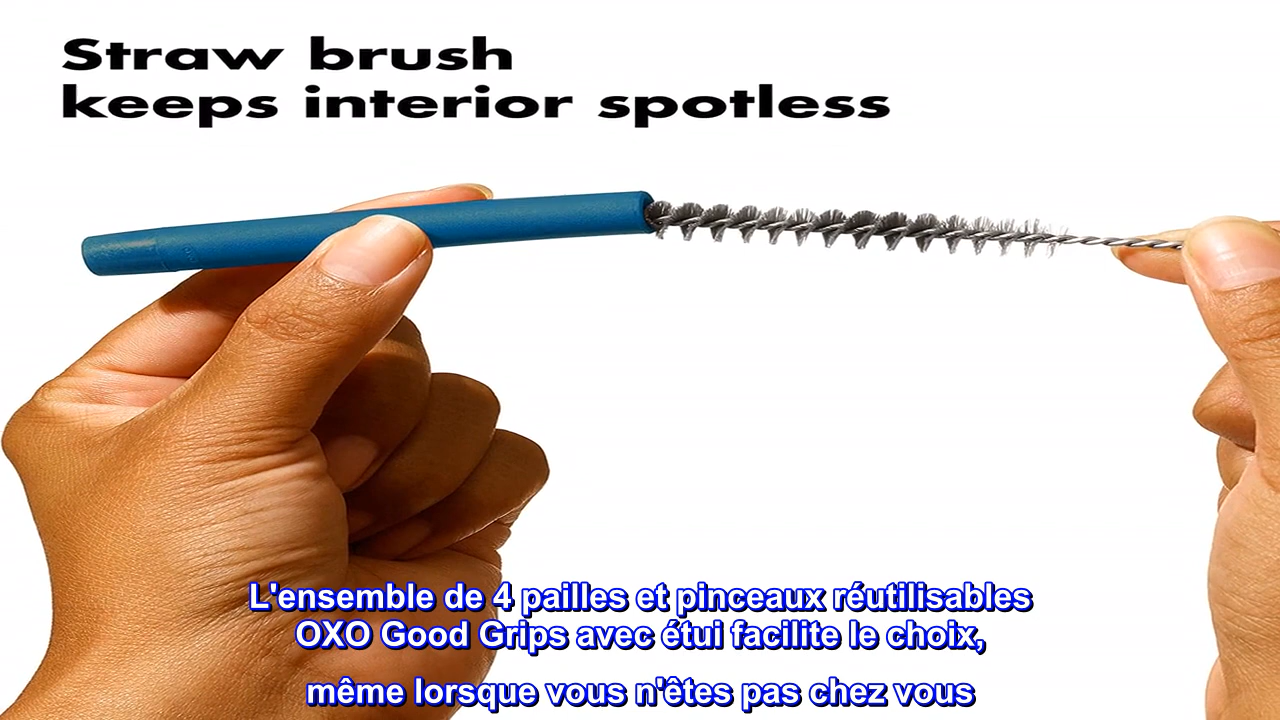 Straw brush
keeps interior spotless
L'ensemble de 4 pailles et pinceaux réutilisables
OXO Good Grips avec étui facilite le choix,
même lorsque vous n'êtes pas chez vous